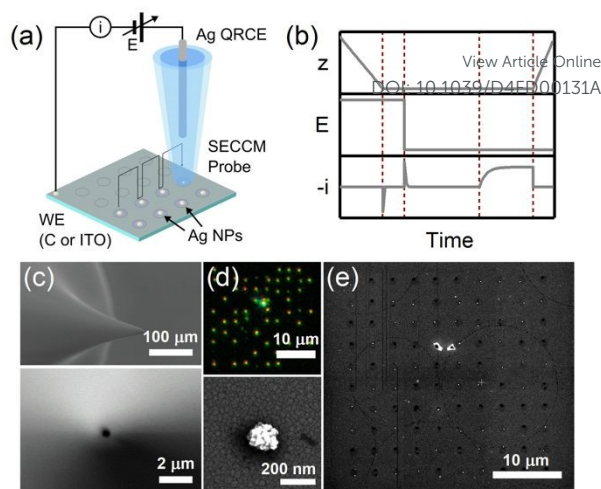 (a)
i
E
Ag QRCE
SECCM
Probe
WE
(C or ITO)
Ag NPs
(b)
View Article Online
DOI: 10.1039/D4FD00131A
z
E
-i
Time
(c)
100 μm
2 μm
(d)
10 μm
200 nm
(e)
10 μm